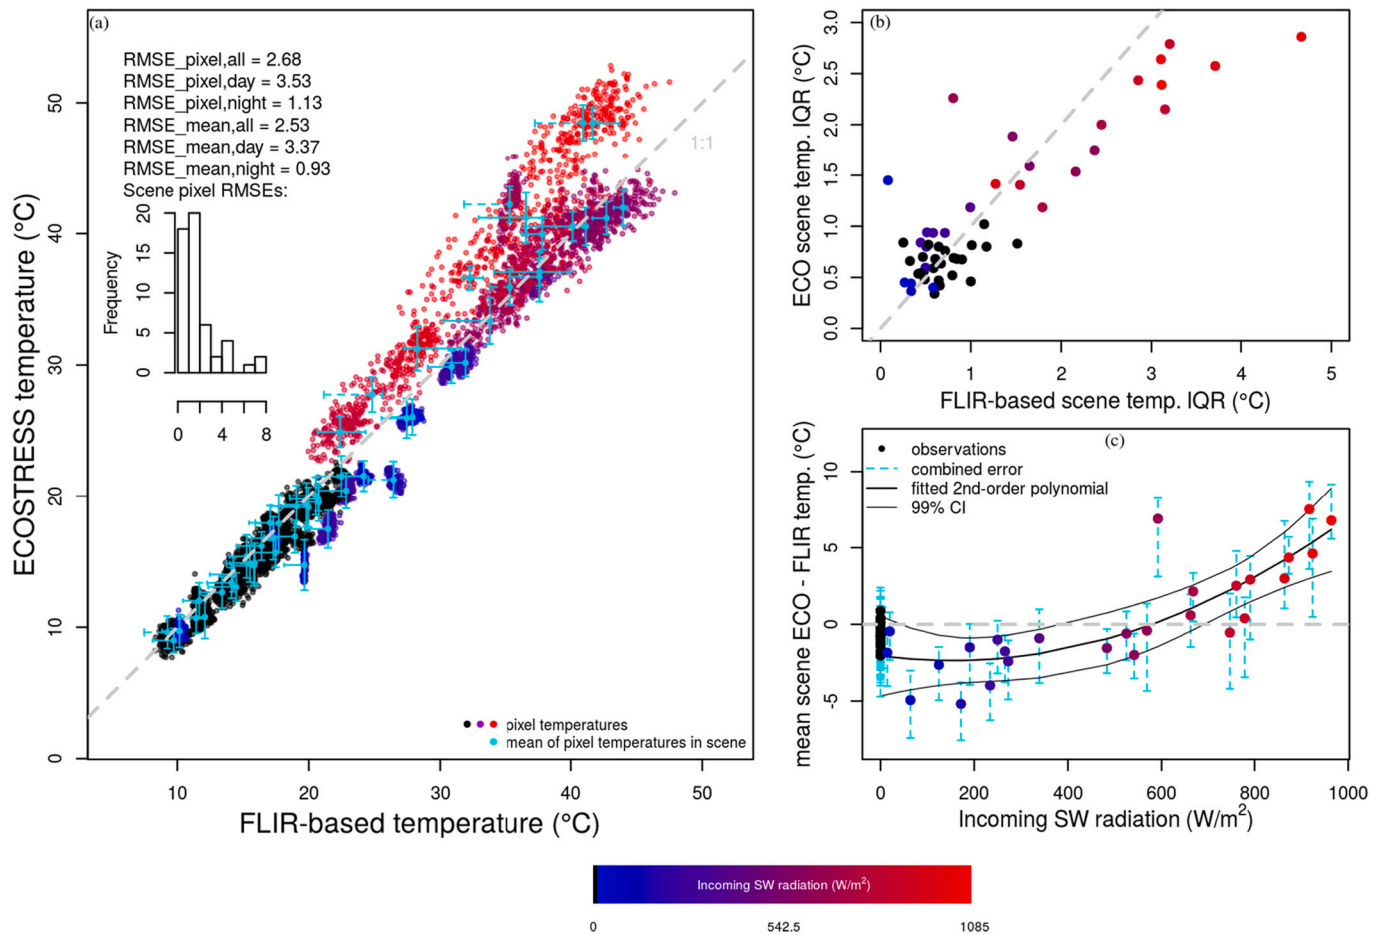 (a)
RMSE_pixel,all = 2.68
RMSE_pixel,day = 3.53
RMSE_pixel,night = 1.13
RMSE_mean,all = 2.53
RMSE_mean,day = 3.37
RMSE_mean,night = 0.93
Scene pixel RMSEs:
Frequency
20
15
10
5
0
0 4 8
1:1
ECOSTRESS temperature (°C)
50
40
30
20
10
0
pixel temperatures
mean of pixel temperatures in scene
10 20 30 40 50
FLIR-based temperature (°C)
(b)
ECO scene temp. IQR (°C)
3.0
2.5
2.0
1.5
1.0
0.5
0.0
0 1 2 3 4 5
FLIR-based scene temp. IQR (°C)
(c)
observations
combined error
fitted 2nd-order polynomial
99% CI
mean scene ECO - FLIR temp. (°C)
10
5
0
-5
0 200 400 600 800 1000
Incoming SW radiation (W/m²)
Incoming SW radiation (W/m²)
0 542.5 1085